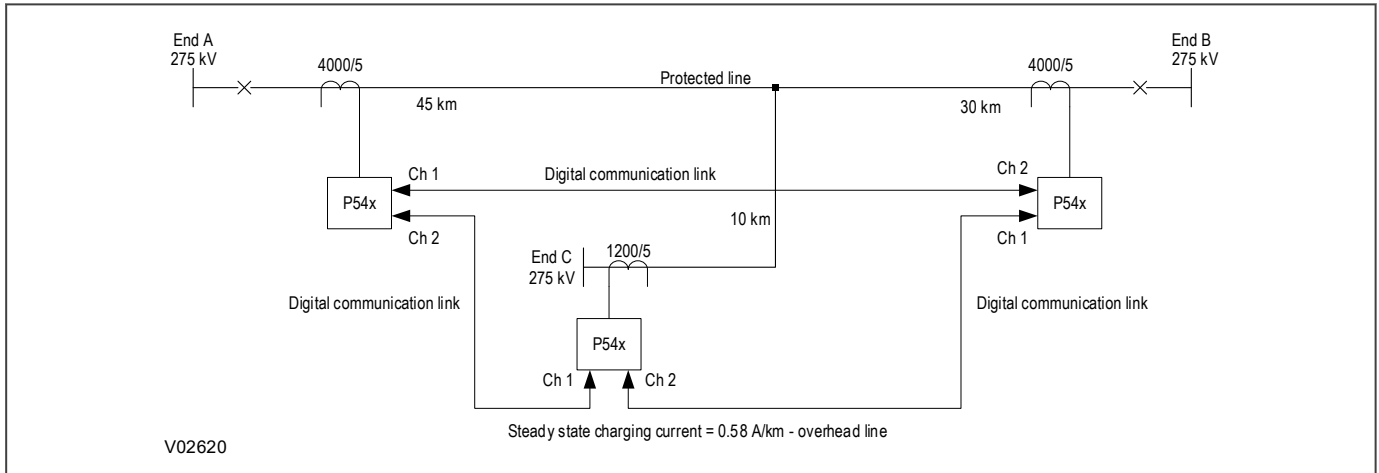 End A
275 kV
4000/5
Protected line
4000/5
End B
275 kV
45 km
30 km
Ch 1
Digital communication link
Ch 2
P54x
P54x
Ch 2
10 km
Ch 1
End C
275 kV
1200/5
Digital communication link
Digital communication link
P54x
Ch 1
Ch 2
Steady state charging current = 0.58 A/km - overhead line
V02620